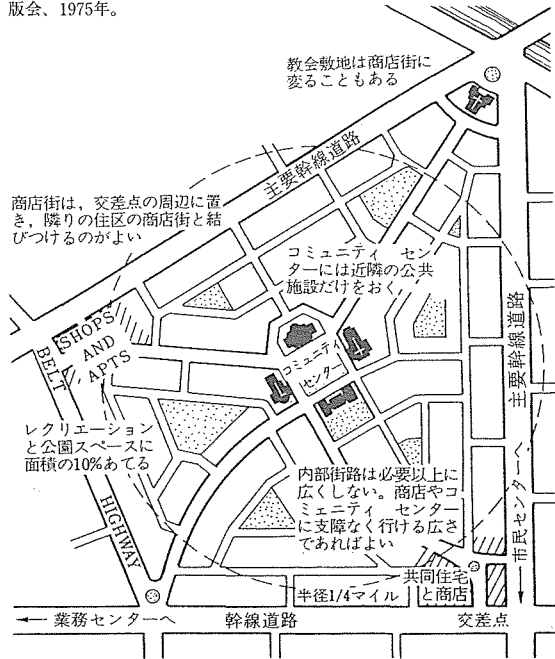 版会、1975年。
教会敷地は商店街に
変ることもある
主要幹線道路
商店街は，交差点の周辺に置
き，隣りの住区の商店街と結
びつけるのがよい
コミュニティ　セン
ターには近隣の公共
施設だけをおく
SHOPS
AND
APTS
BELT
HIGHWAY
コミュニティ
センター
主要幹線道路
レクリエーション
と公園スペースに
面積の10%あてる
内部街路は必要以上に
広くしない。商店やコ
ミェニティ　センター
に支障なく行ける広さ
であればよい
市民センターへ
共同住宅
と商店
半径1/4マイル
業務センターへ
幹線道路
交差点